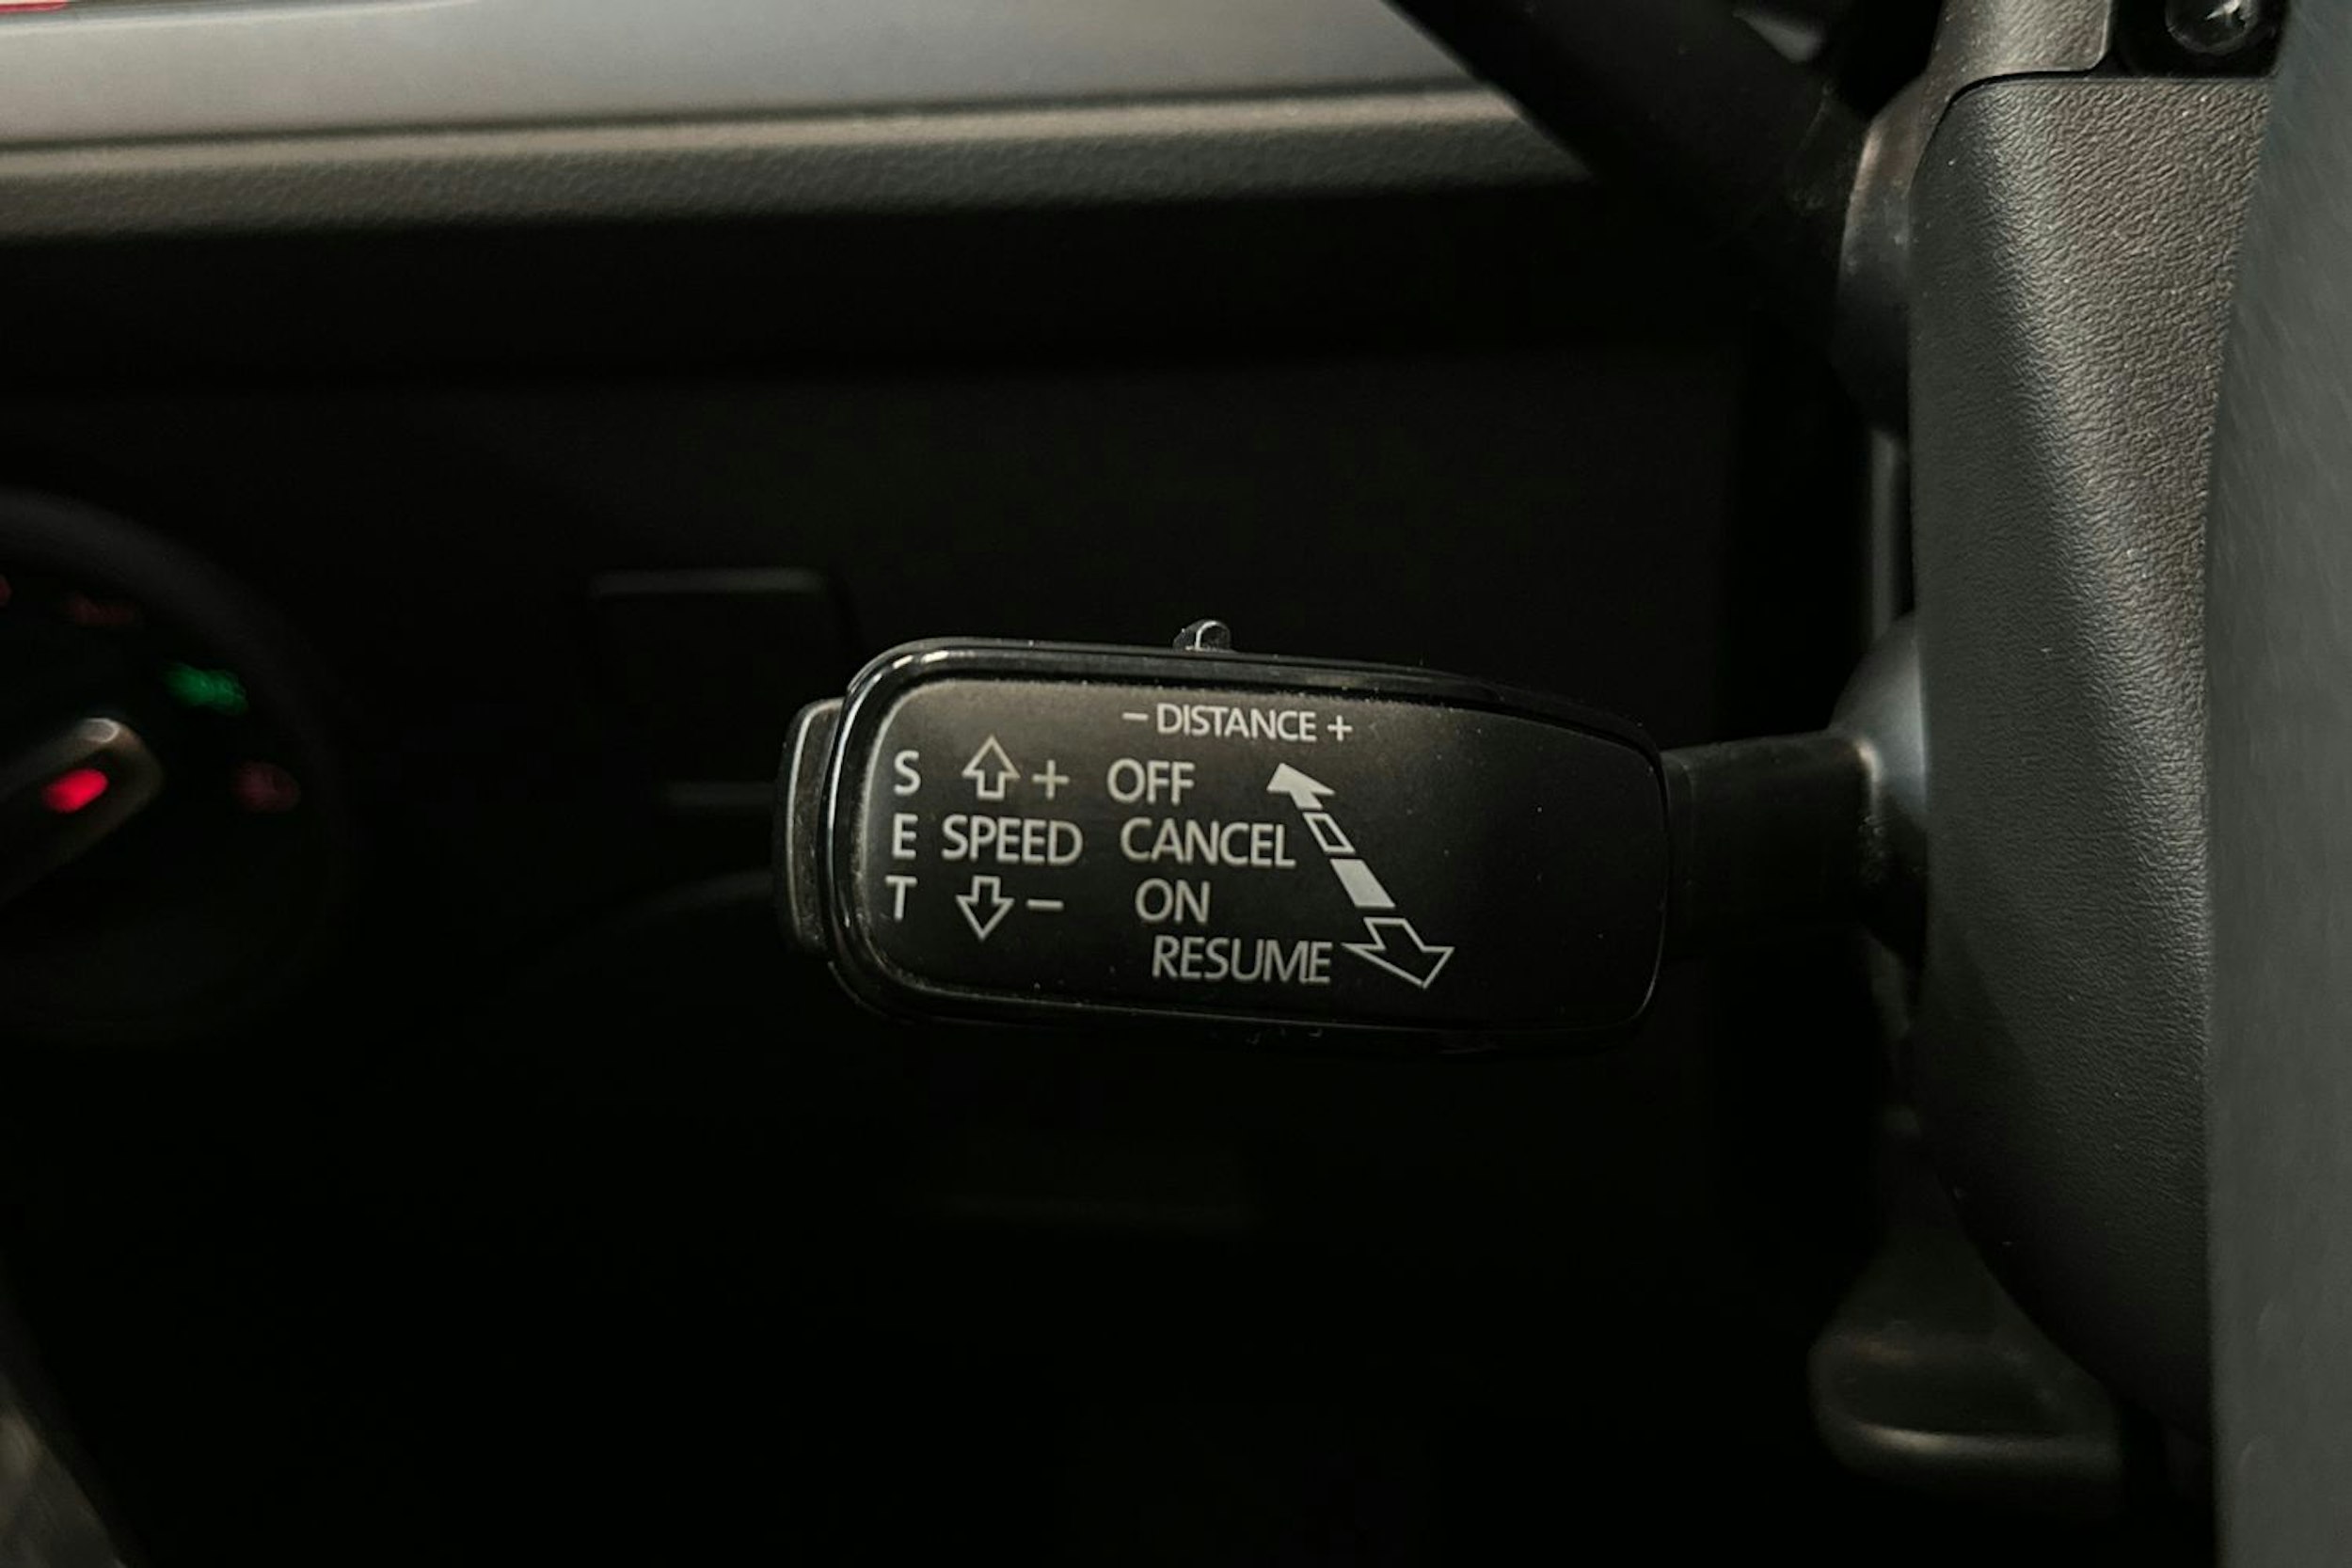 – DISTANCE +
S + OFF
E SPEED CANCEL
T – ON
RESUME